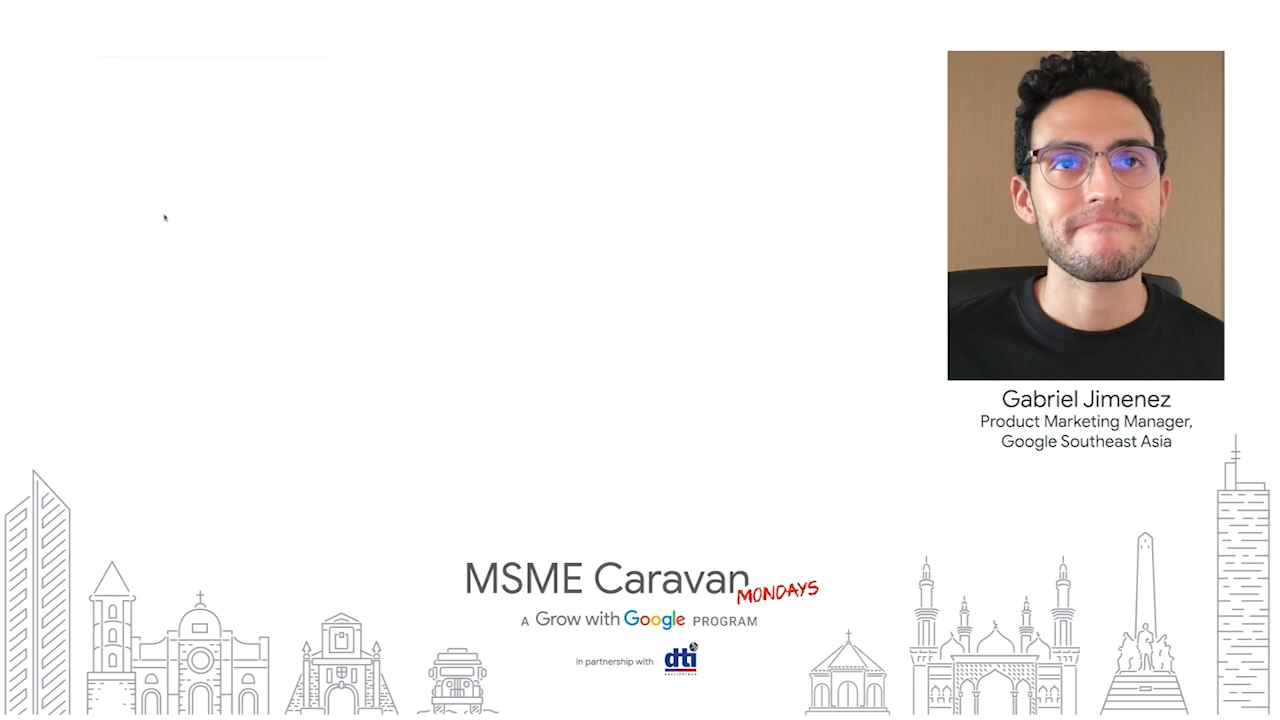 Gabriel Jimenez
Product Marketing Manager,
Google Southeast Asia
MSME Caravan
MONDAYS
A Grow with Google PROGRAM
In partnership with dti
PHILIPPINES